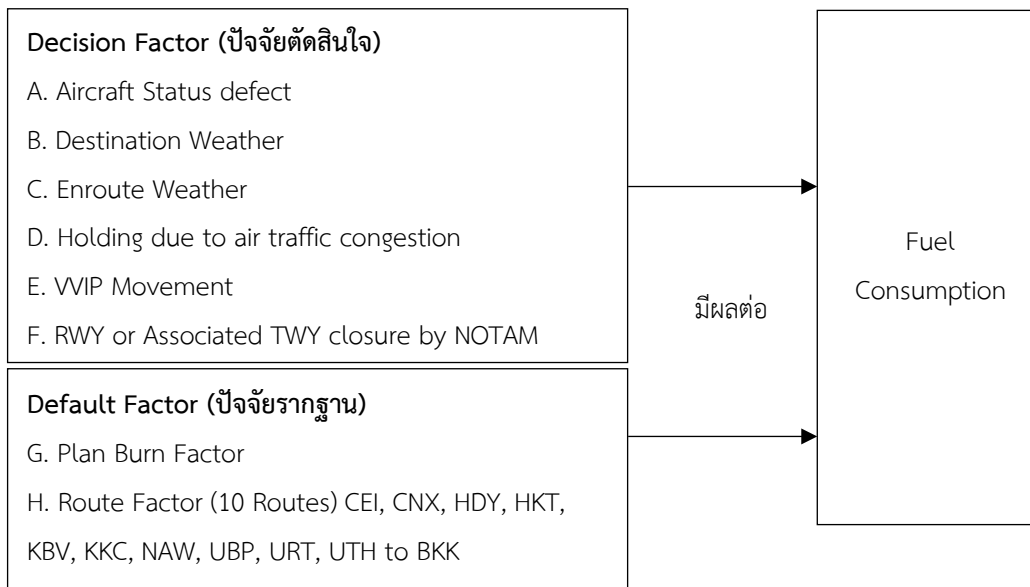 Decision Factor (ปัจจัยตัดสินใจ)
A. Aircraft Status defect
B. Destination Weather
C. Enroute Weather
D. Holding due to air traffic congestion
E. VVIP Movement
F. RWY or Associated TWY closure by NOTAM
Default Factor (ปัจจัยรากฐาน)
G. Plan Burn Factor
H. Route Factor (10 Routes) CEI, CNX, HDY, HKT,
KBV, KKC, NAW, UBP, URT, UTH to BKK
มีผลต่อ
Fuel
Consumption